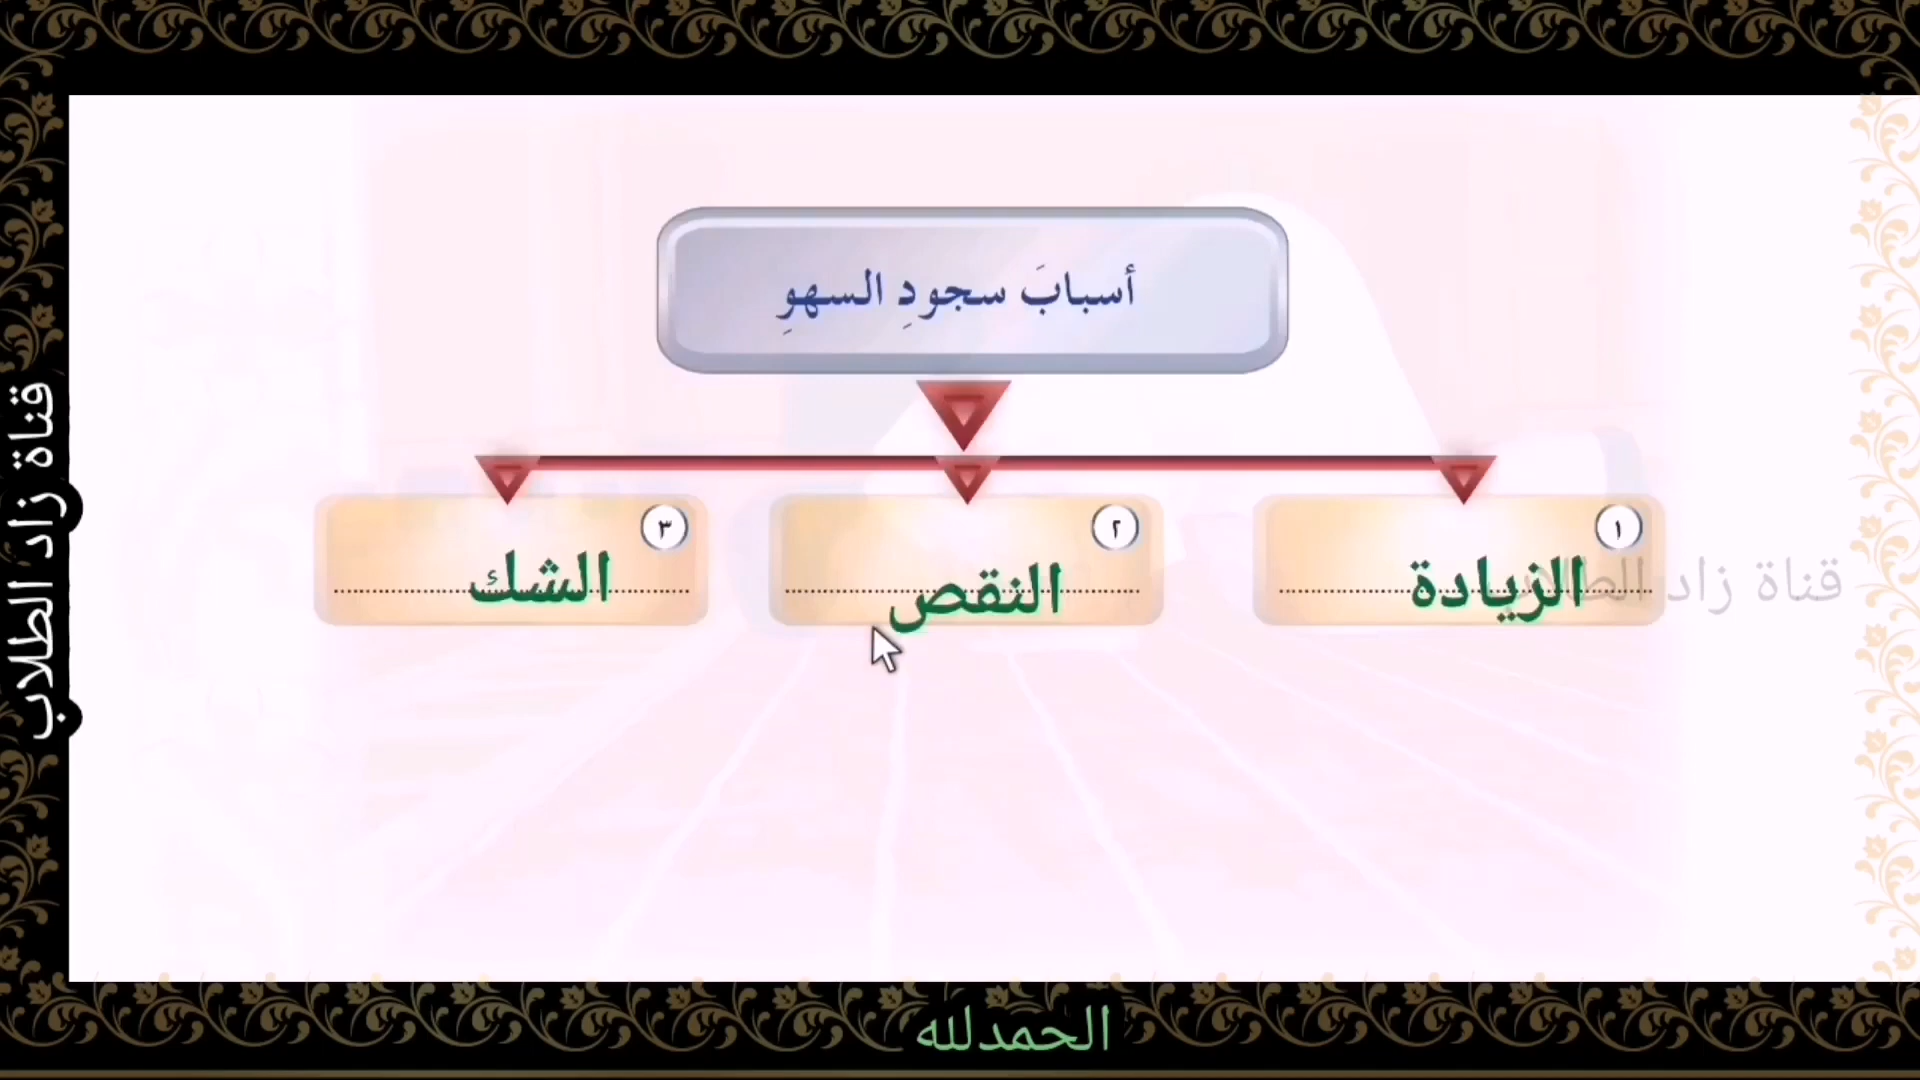 أسبابَ سجودِ السهوِ
١
الزيادة
٢
النقص
٣
الشك
قناة زاد الطلاب
قناة زاد الطلاب
الحمدلله